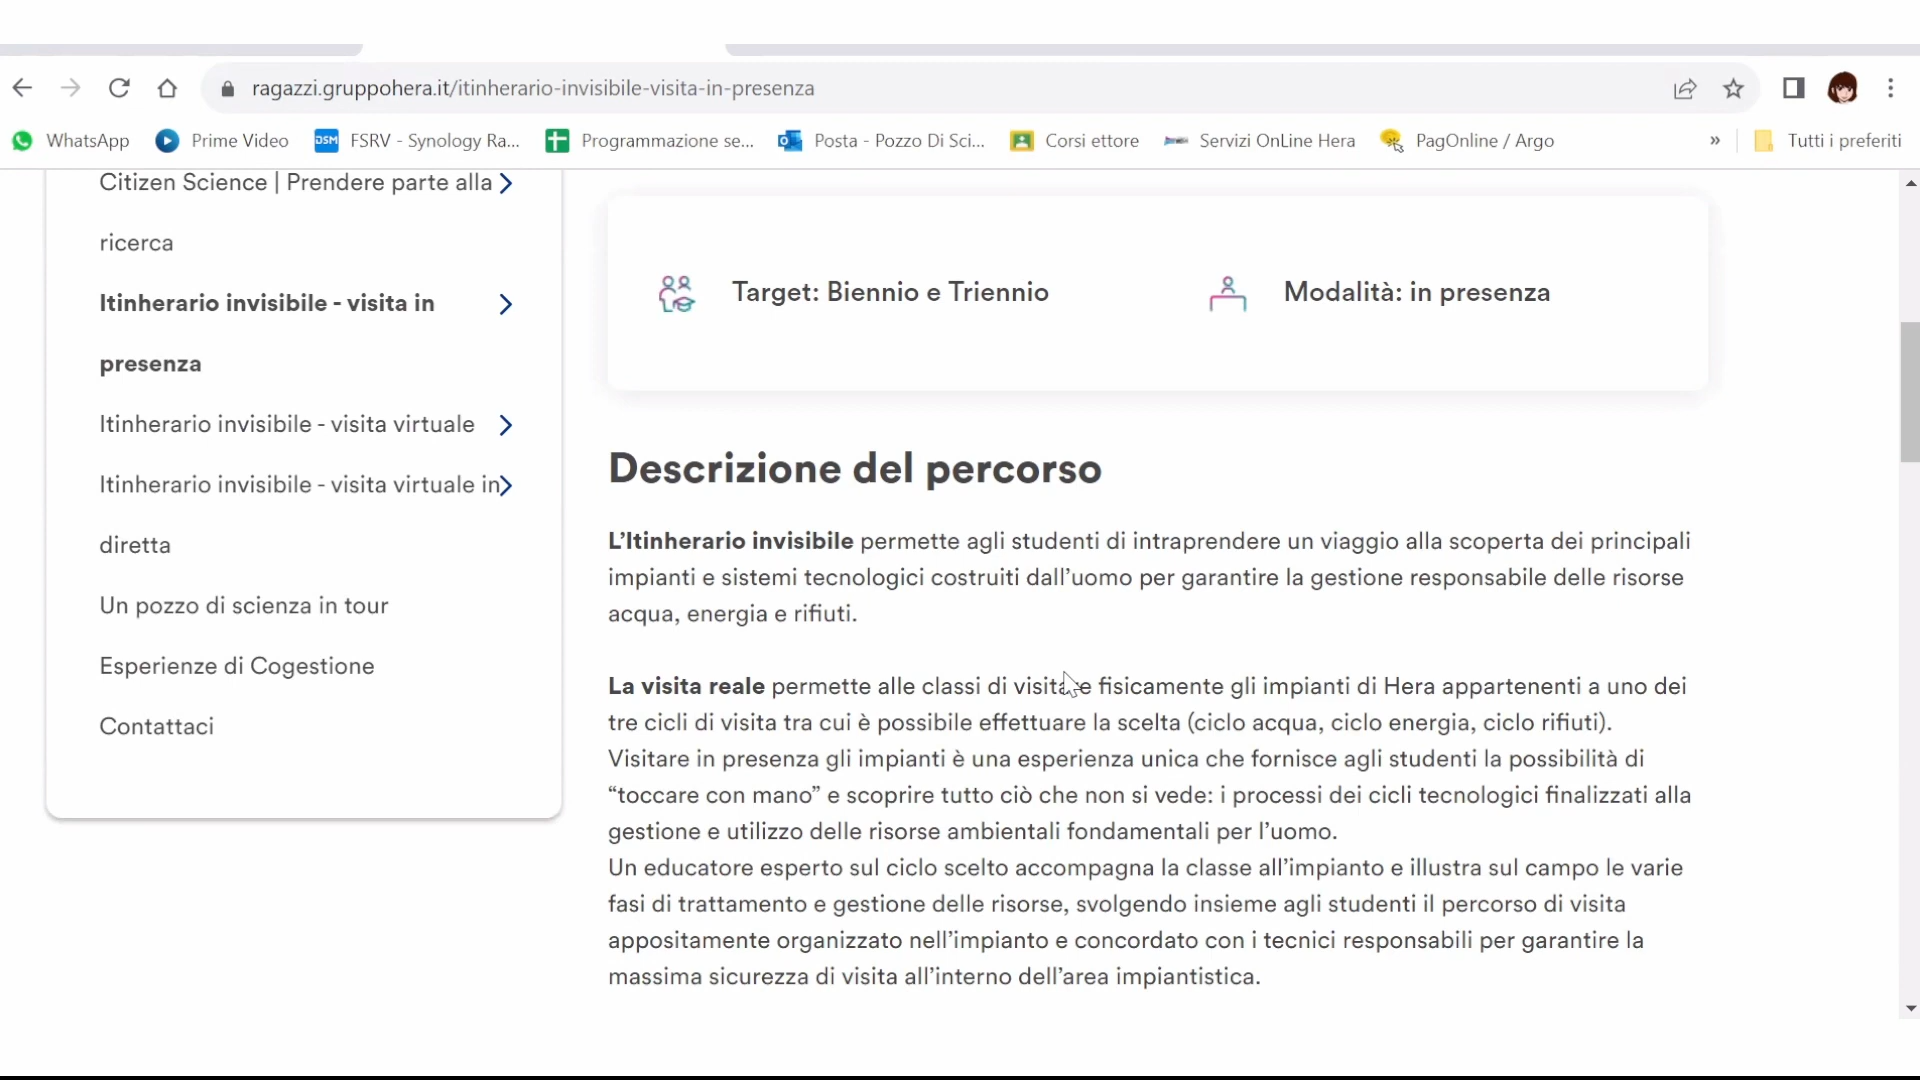 ragazzi.gruppohera.it/itinherario-invisibile-visita-in-presenza
WhatsApp
Prime Video
DSM
FSRV - Synology Ra...
Programmazione se...
Posta - Pozzo Di Sci...
Corsi ettore
Servizi OnLine Hera
PagOnline / Argo
»
Tutti i preferiti
Citizen Science | Prendere parte alla
ricerca
Itinherario invisibile - visita in
presenza
Itinherario invisibile - visita virtuale
Itinherario invisibile - visita virtuale in
diretta
Un pozzo di scienza in tour
Esperienze di Cogestione
Contattaci
Target: Biennio e Triennio
Modalità: in presenza
Descrizione del percorso
L’Itinherario invisibile permette agli studenti di intraprendere un viaggio alla scoperta dei principali
impianti e sistemi tecnologici costruiti dall’uomo per garantire la gestione responsabile delle risorse
acqua, energia e rifiuti.
La visita reale permette alle classi di visitare fisicamente gli impianti di Hera appartenenti a uno dei
tre cicli di visita tra cui è possibile effettuare la scelta (ciclo acqua, ciclo energia, ciclo rifiuti).
Visitare in presenza gli impianti è una esperienza unica che fornisce agli studenti la possibilità di
“toccare con mano” e scoprire tutto ciò che non si vede: i processi dei cicli tecnologici finalizzati alla
gestione e utilizzo delle risorse ambientali fondamentali per l’uomo.
Un educatore esperto sul ciclo scelto accompagna la classe all’impianto e illustra sul campo le varie
fasi di trattamento e gestione delle risorse, svolgendo insieme agli studenti il percorso di visita
appositamente organizzato nell’impianto e concordato con i tecnici responsabili per garantire la
massima sicurezza di visita all’interno dell’area impiantistica.